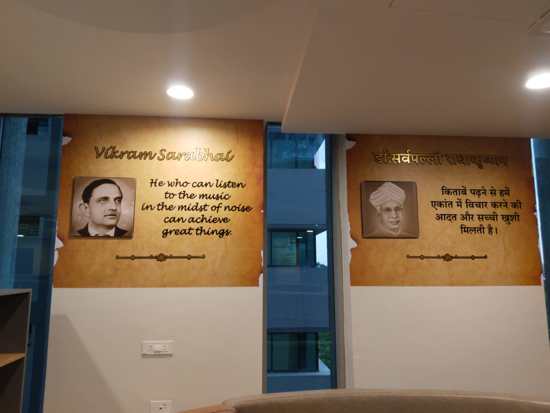 Vikram Sarabhai
He who can listen
to the music
in the midst of noise
can achieve
great things.
डॉ.सर्वपल्ली राधाकृष्णन
किताबें पढ़ने से हमें
एकांत में विचार करने की
आदत और सच्ची खुशी
मिलती है।